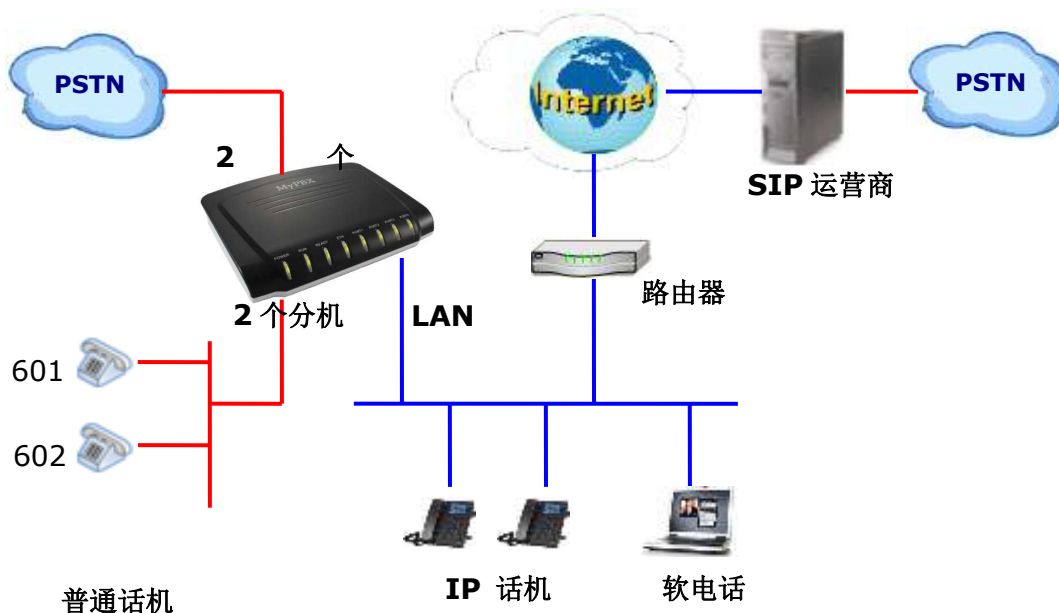 PSTN
Internet
PSTN
2 个
MyPBX
SIP 运营商
2 个分机
LAN
路由器
601
602
IP 话机
软电话
普通话机